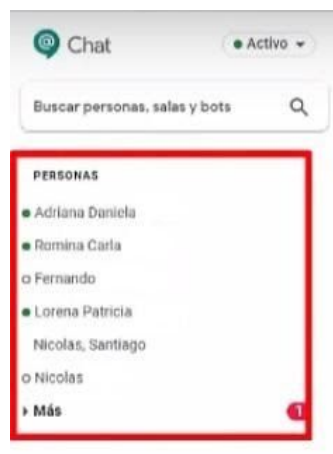 Chat
Activo
Buscar personas, salas y bots
PERSONAS
Adriana Daniela
Romina Carla
Fernando
Lorena Patricia
Nicolas, Santiago
Nicolas
Más
1